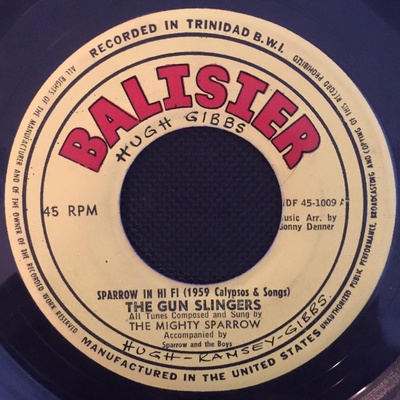 RECORDED IN TRINIDAD B.W.I.
BALISIER
HUGH GIBBS
45 RPM
NDF 45-1009 A
Music Arr. by
Sonny Denner
SPARROW IN HI FI (1959 Calypsos & Songs)
THE GUN SLINGERS
All Tunes Composed and Sung by
THE MIGHTY SPARROW
Accompanied by
Sparrow and the Boys
HUGH-RAMSEY-GIBBS.
MANUFACTURED IN THE UNITED STATES
ALL RIGHTS OF THE MANUFACTURER AND OF THE OWNER OF THE RECORDED WORK RESERVED
UNAUTHORIZED PUBLIC PERFORMANCE, BROADCASTING AND COPYING OF THIS RECORD PROHIBITED